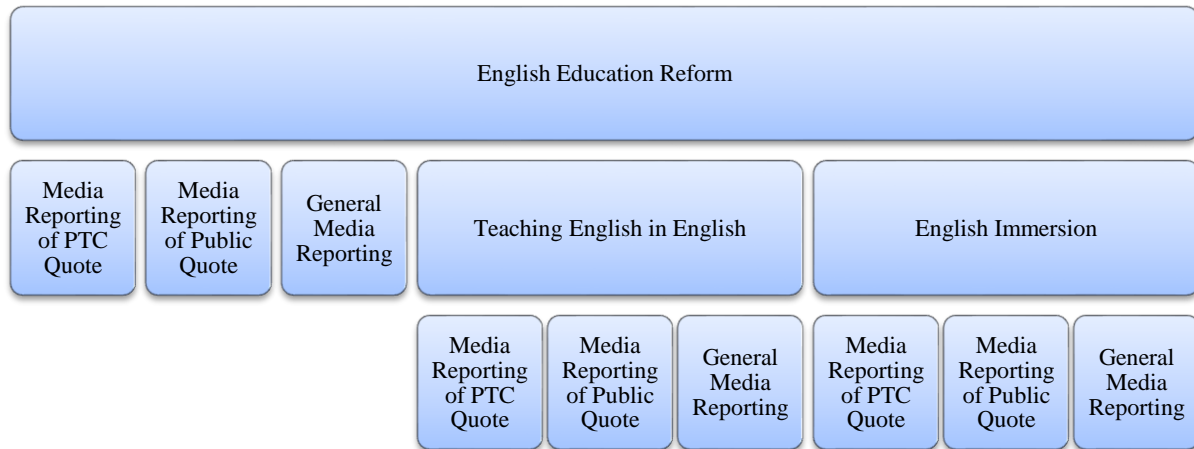 English Education Reform
Media
Reporting
of PTC
Quote
Media
Reporting
of Public
Quote
General
Media
Reporting
Teaching English in English
English Immersion
Media
Reporting
of PTC
Quote
Media
Reporting
of Public
Quote
General
Media
Reporting
Media
Reporting
of PTC
Quote
Media
Reporting
of Public
Quote
General
Media
Reporting